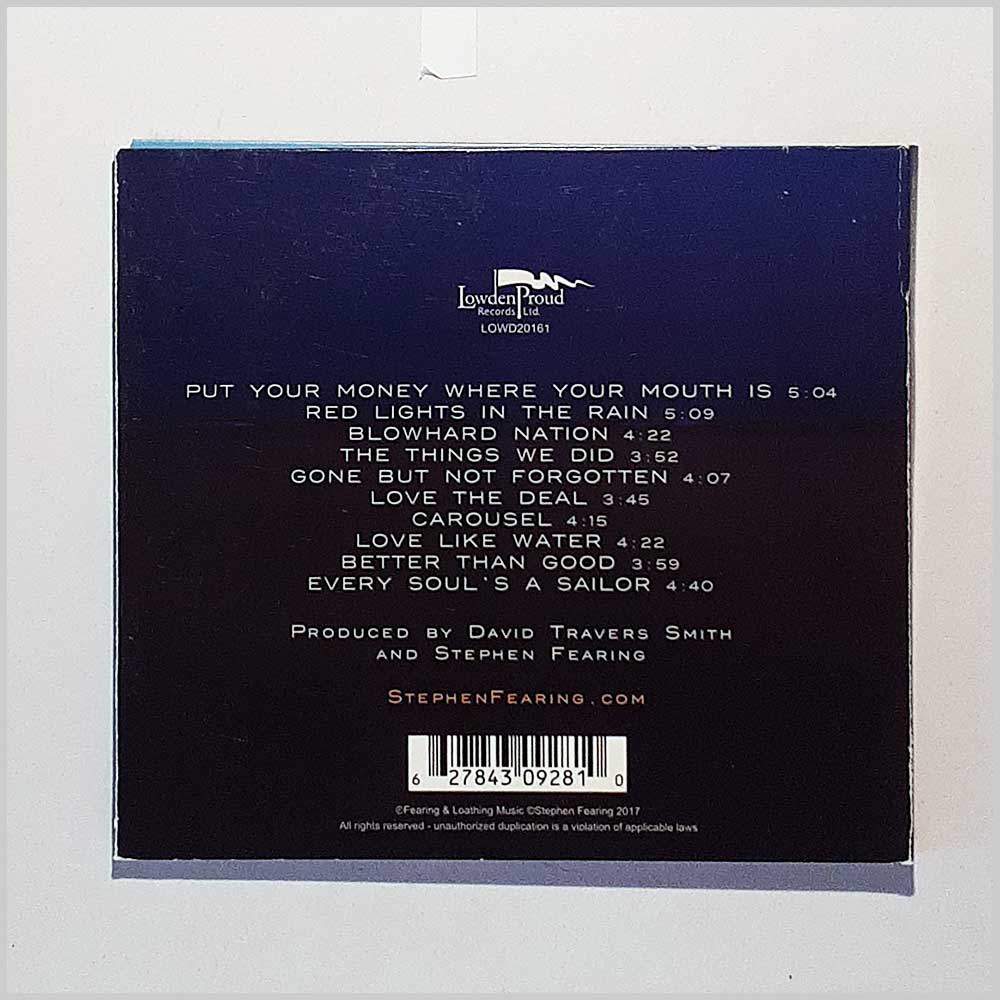 Lowden Proud
Records Ltd.
LOWD20161
PUT YOUR MONEY WHERE YOUR MOUTH IS 5:04
RED LIGHTS IN THE RAIN 5:09
BLOWHARD NATION 4:22
THE THINGS WE DID 3:52
GONE BUT NOT FORGOTTEN 4:07
LOVE THE DEAL 3:45
CAROUSEL 4:15
LOVE LIKE WATER 4:22
BETTER THAN GOOD 3:59
EVERY SOUL'S A SAILOR 4:40
PRODUCED BY DAVID TRAVERS SMITH
AND STEPHEN FEARING
STEPHENFEARING.COM
6 27843 09281 0
℗Fearing & Loathing Music ©Stephen Fearing 2017
All rights reserved - unauthorized duplication is a violation of applicable laws